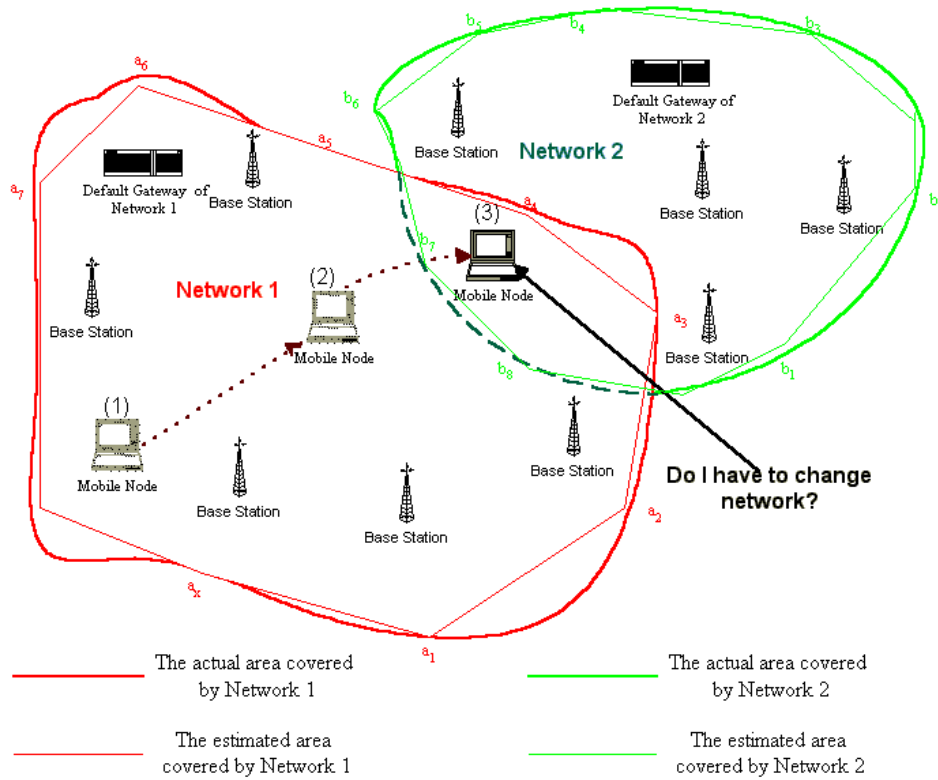 b5
b4
b3
a6
b6
Default Gateway of
Network 2
a5
Base Station
Network 2
Base Station
a7
Default Gateway of
Network 1
Base Station
Base Station
b
a4
(3)
b7
(2)
Network 1
Mobile Node
a3
Base Station
Mobile Node
Base Station
b8
b1
(1)
Base Station
Do I have to change
network?
Mobile Node
Base Station
a2
Base Station
ax
a1
The actual area covered
by Network 1
The actual area covered
by Network 2
The estimated area
covered by Network 1
The estimated area
covered by Network 2